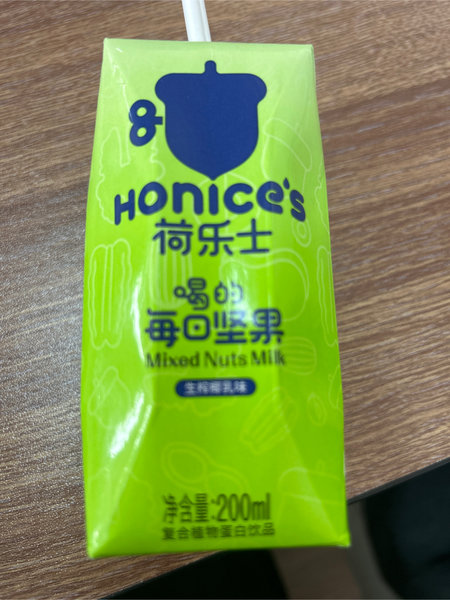 Honice's
荷乐士
喝的
每日坚果
Mixed Nuts Milk
生榨椰乳味
净含量:200ml
复合植物蛋白饮品